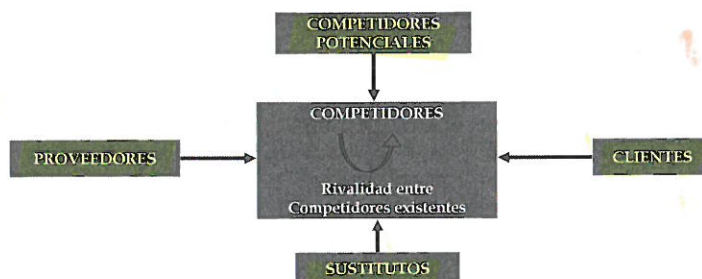 COMPETIDORES
POTENCIALES
COMPETIDORES
PROVEEDORES
CLIENTES
Rivalidad entre
Competidores existentes
SUSTITUTOS